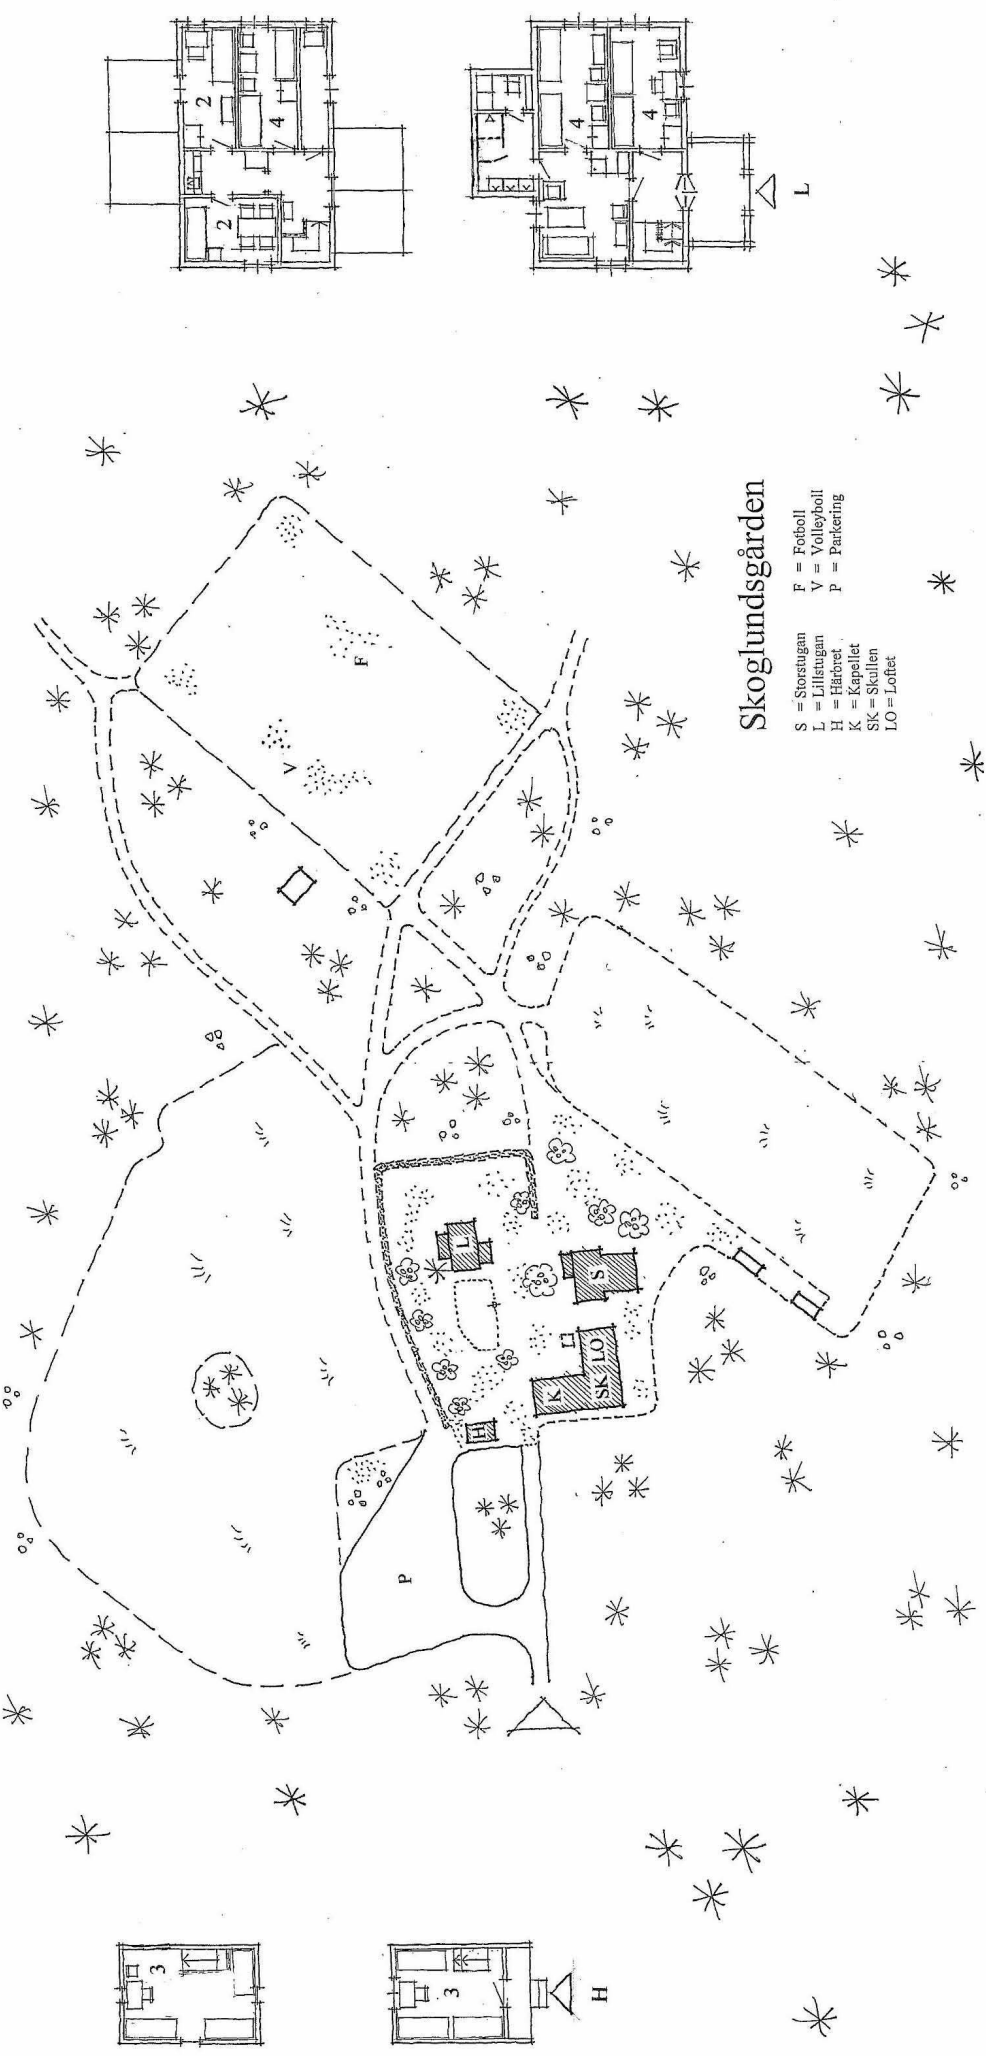 Skoglundsgården
S = Storstugan
L = Lillstugan
H = Härbret
K = Kapellet
SK = Skullen
LO = Loftet
F = Fotboll
V = Volleyboll
P = Parkering
3
3
H
P
H
K
SK LO
S
L
V
F
2
2
4
4
4
L